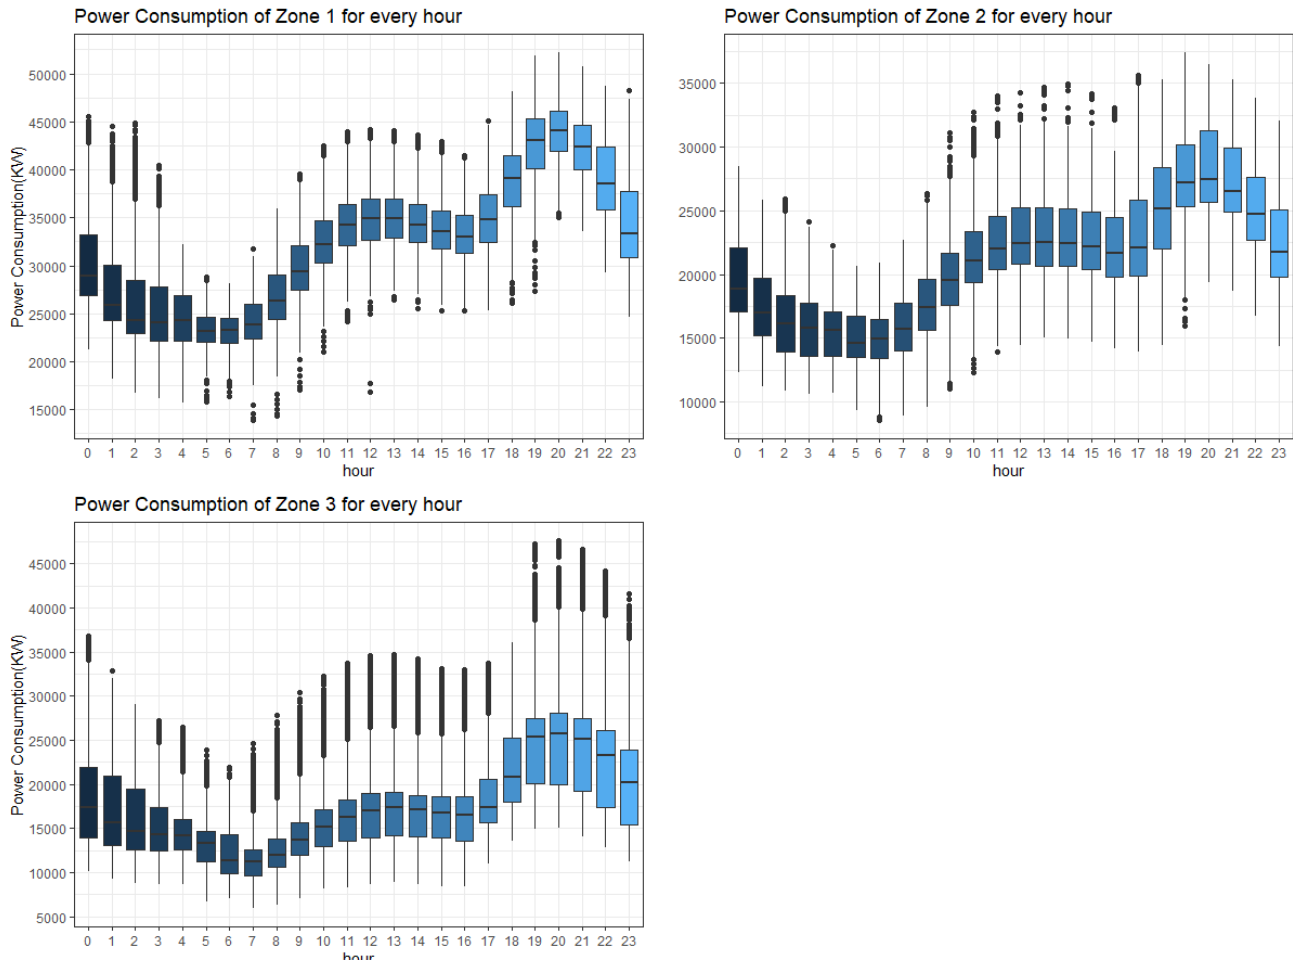 Power Consumption of Zone 1 for every hour
Power Consumption(KW)
50000
45000
40000
35000
30000
25000
20000
15000
0 1 2 3 4 5 6 7 8 9 10 11 12 13 14 15 16 17 18 19 20 21 22 23
hour
Power Consumption of Zone 2 for every hour
35000
30000
25000
20000
15000
10000
0 1 2 3 4 5 6 7 8 9 10 11 12 13 14 15 16 17 18 19 20 21 22 23
hour
Power Consumption of Zone 3 for every hour
Power Consumption(KW)
45000
40000
35000
30000
25000
20000
15000
10000
5000
0 1 2 3 4 5 6 7 8 9 10 11 12 13 14 15 16 17 18 19 20 21 22 23
hour